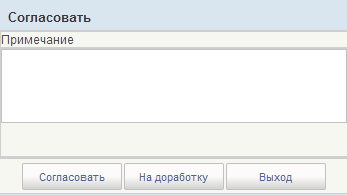 Согласовать
Примечание
Согласовать На доработку Выход